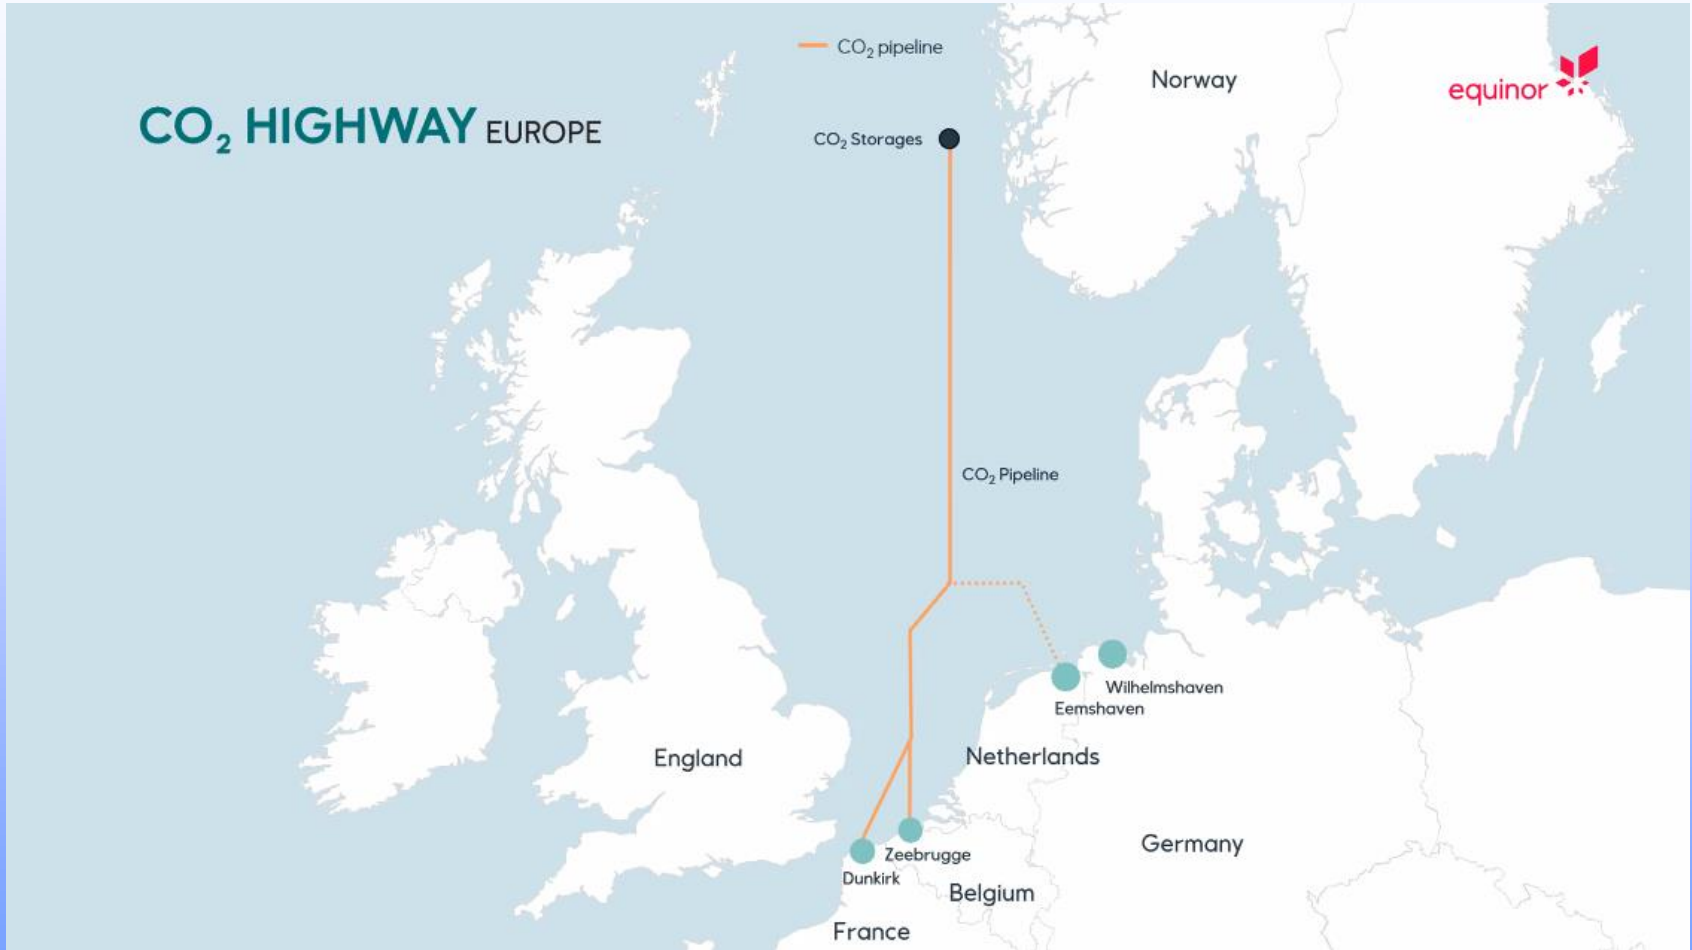 CO₂ pipeline
Norway
equinor
CO₂ HIGHWAY EUROPE
CO₂ Storages
CO₂ Pipeline
Wilhelmshaven
Eemshaven
England
Netherlands
Germany
Zeebrugge
Dunkirk
Belgium
France